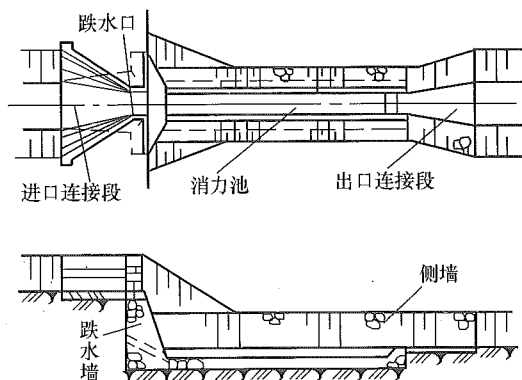 跌水口
进口连接段
消力池
出口连接段
侧墙
跌水墙